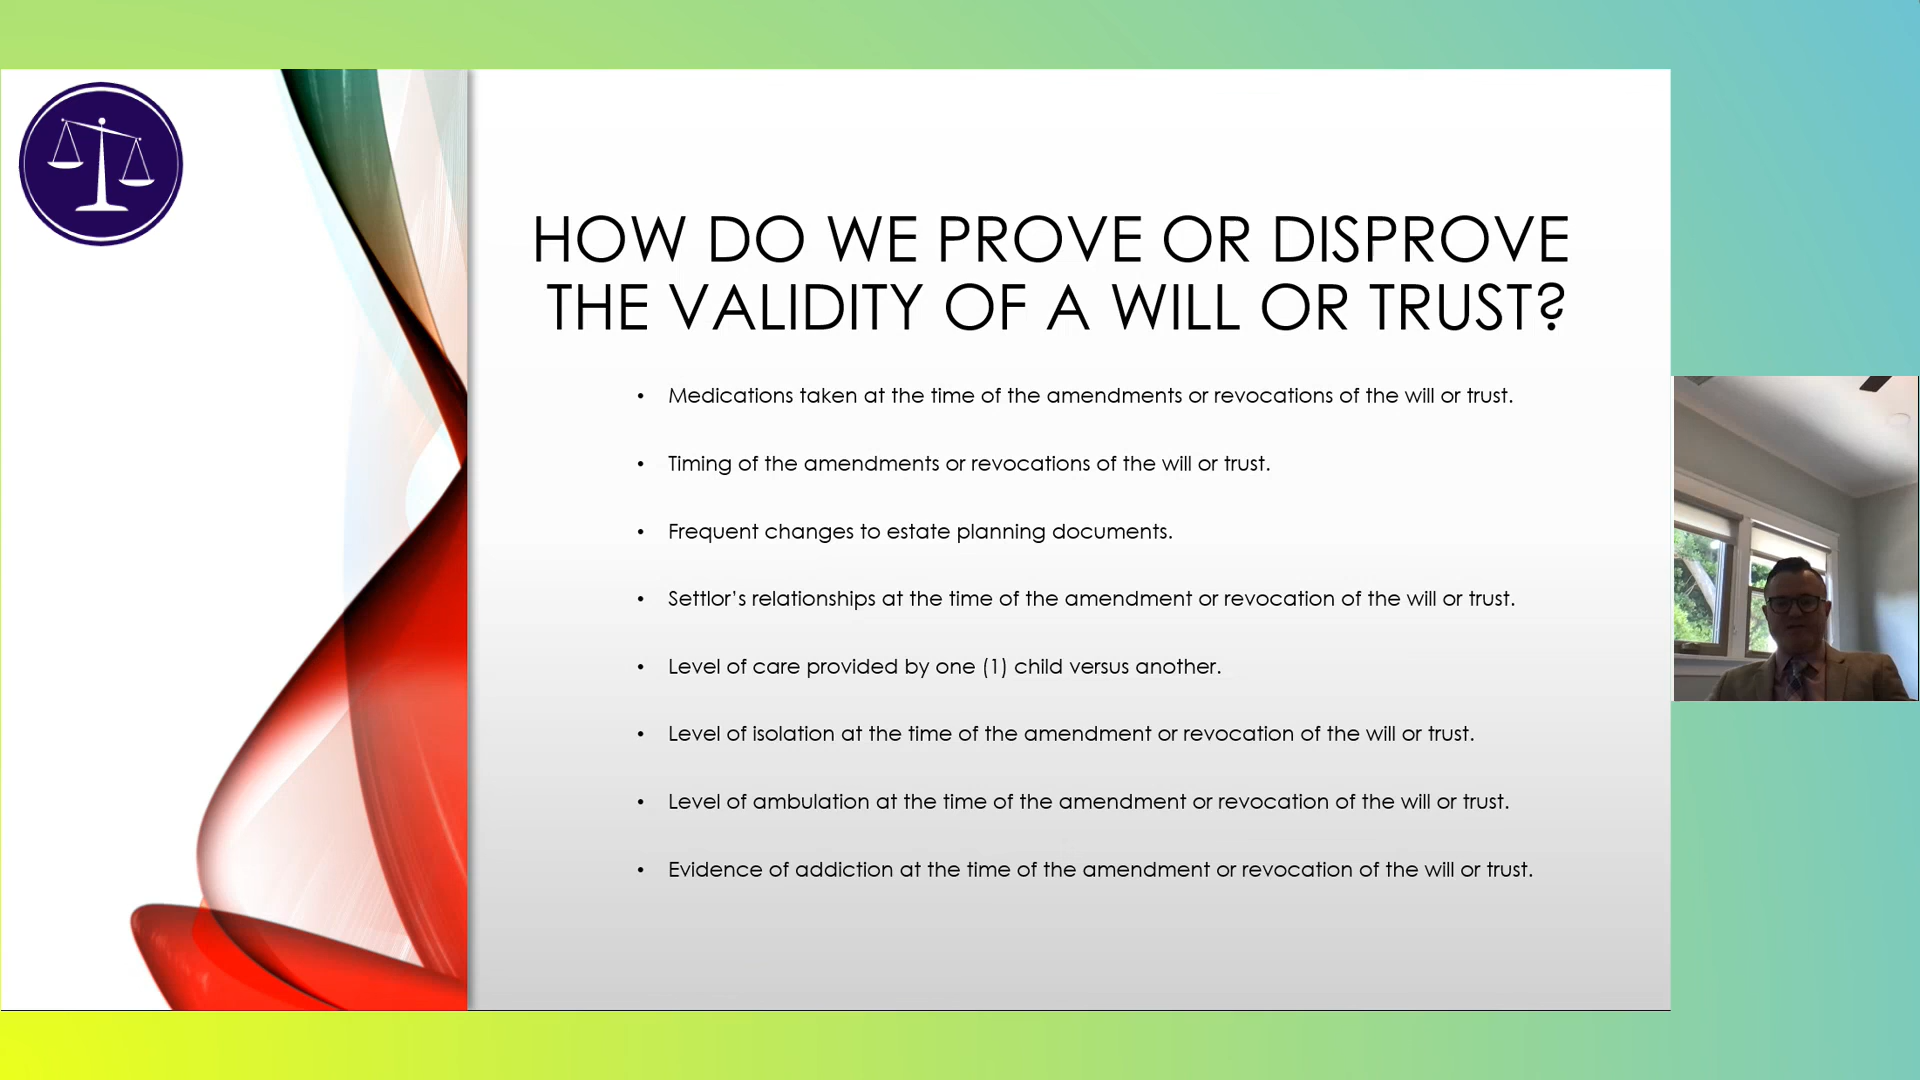 HOW DO WE PROVE OR DISPROVE
THE VALIDITY OF A WILL OR TRUST?
• Medications taken at the time of the amendments or revocations of the will or trust.
• Timing of the amendments or revocations of the will or trust.
• Frequent changes to estate planning documents.
• Settlor’s relationships at the time of the amendment or revocation of the will or trust.
• Level of care provided by one (1) child versus another.
• Level of isolation at the time of the amendment or revocation of the will or trust.
• Level of ambulation at the time of the amendment or revocation of the will or trust.
• Evidence of addiction at the time of the amendment or revocation of the will or trust.